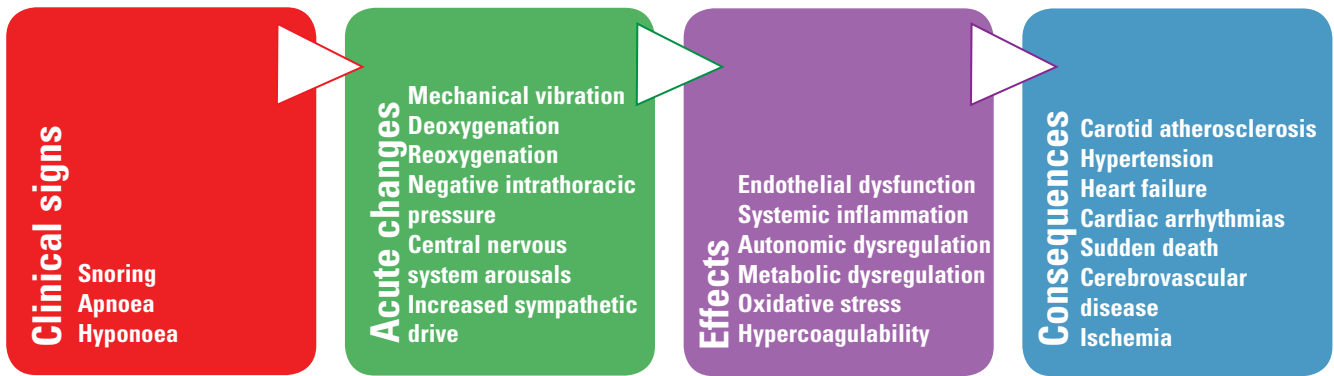 Clinical signs
Snoring
Apnoea
Hyponoea
Acute changes
Mechanical vibration
Deoxygenation
Reoxygenation
Negative intrathoracic
pressure
Central nervous
system arousals
Increased sympathetic
drive
Effects
Endothelial dysfunction
Systemic inflammation
Autonomic dysregulation
Metabolic dysregulation
Oxidative stress
Hypercoagulability
Consequences
Carotid atherosclerosis
Hypertension
Heart failure
Cardiac arrhythmias
Sudden death
Cerebrovascular
disease
Ischemia